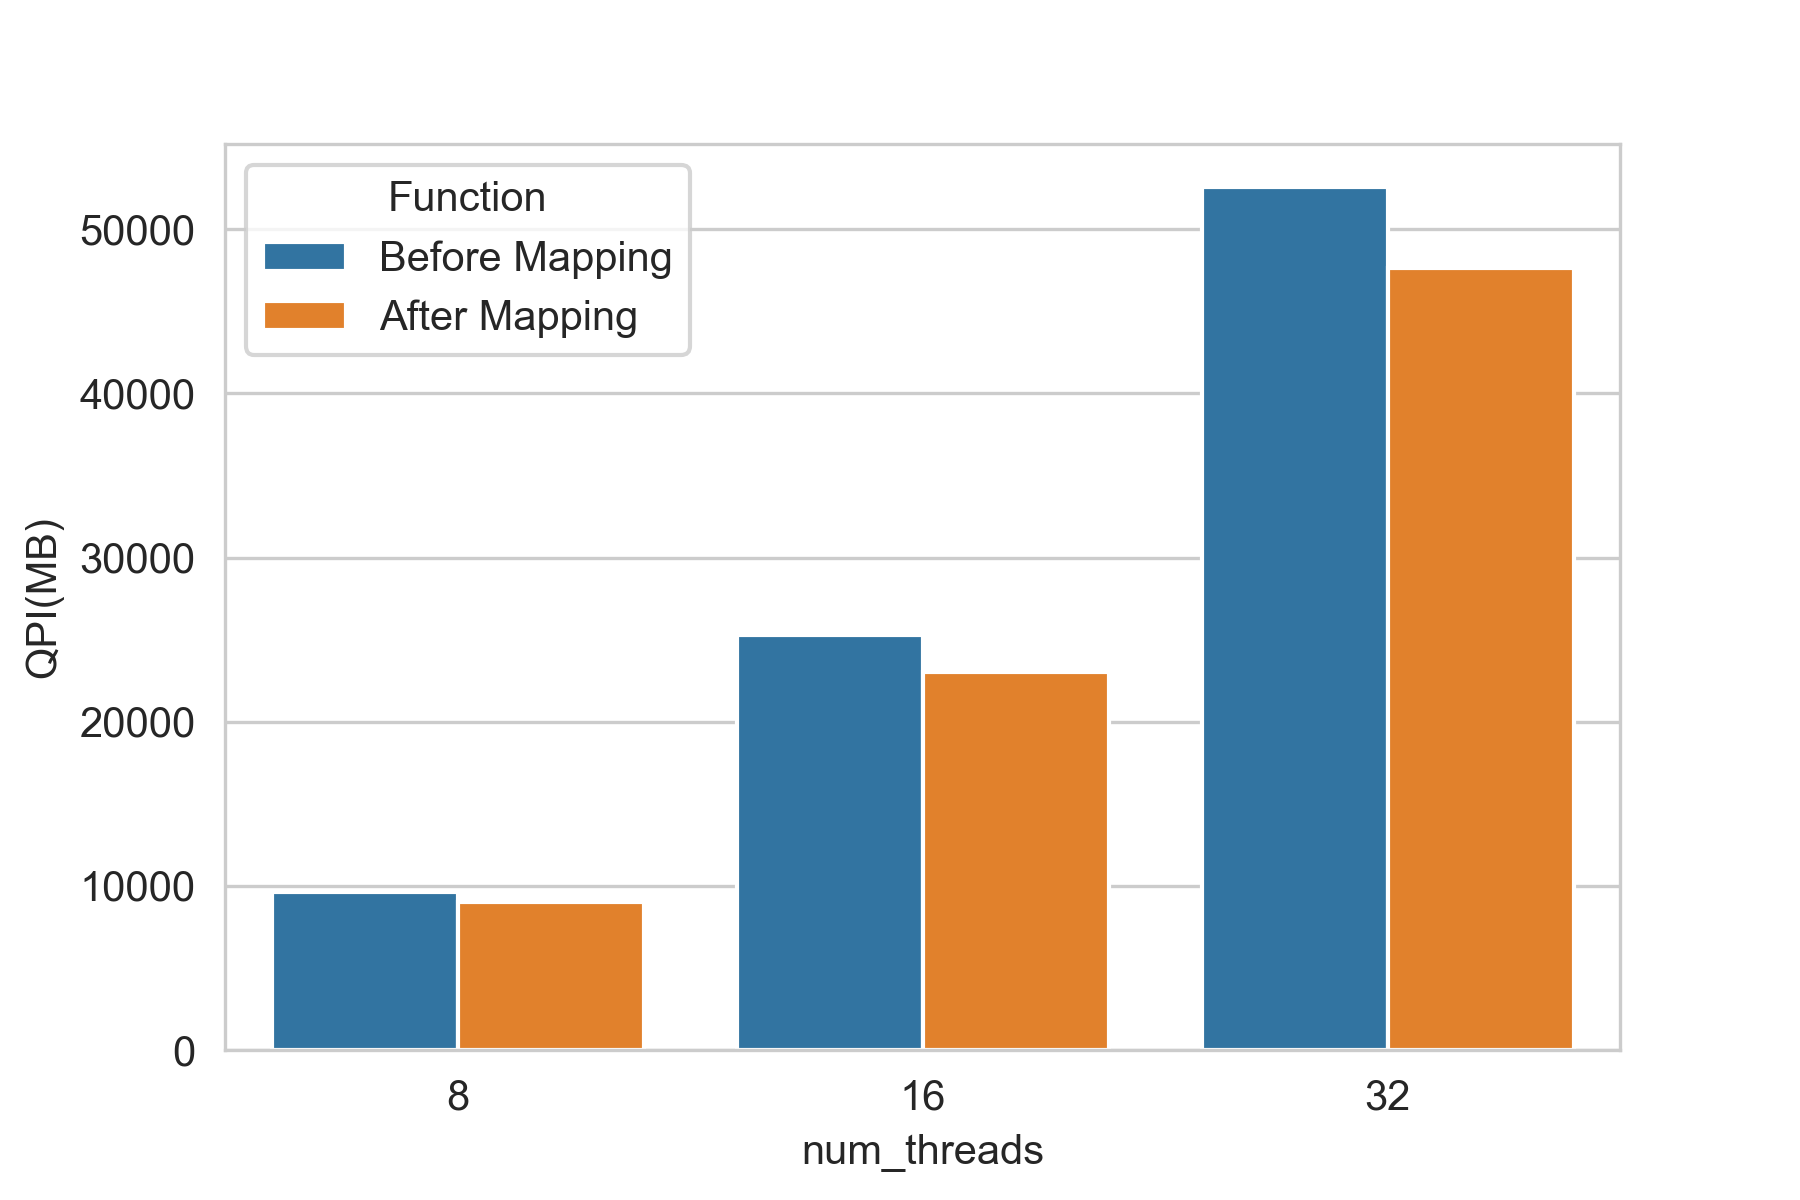 Function
Before Mapping
After Mapping
50000
40000
30000
20000
10000
0
QPI(MB)
8
16
32
num_threads